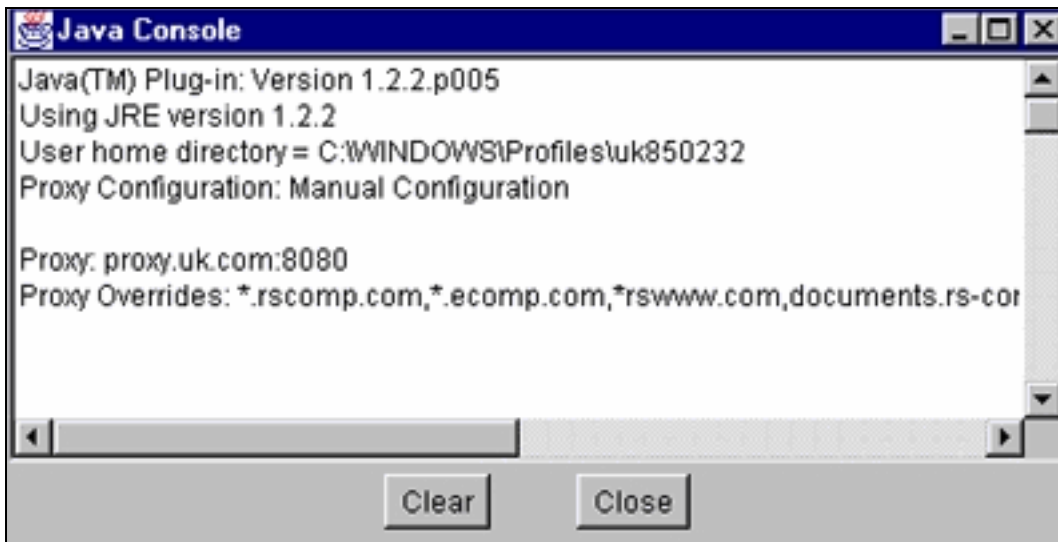 Java Console
Java(TM) Plug-in: Version 1.2.2.p005
Using JRE version 1.2.2
User home directory = C:\WINDOWS\Profiles\uk850232
Proxy Configuration: Manual Configuration
Proxy: proxy.uk.com:8080
Proxy Overrides: *.rscomp.com,*.ecomp.com,*rswww.com,documents.rs-cor
Clear
Close